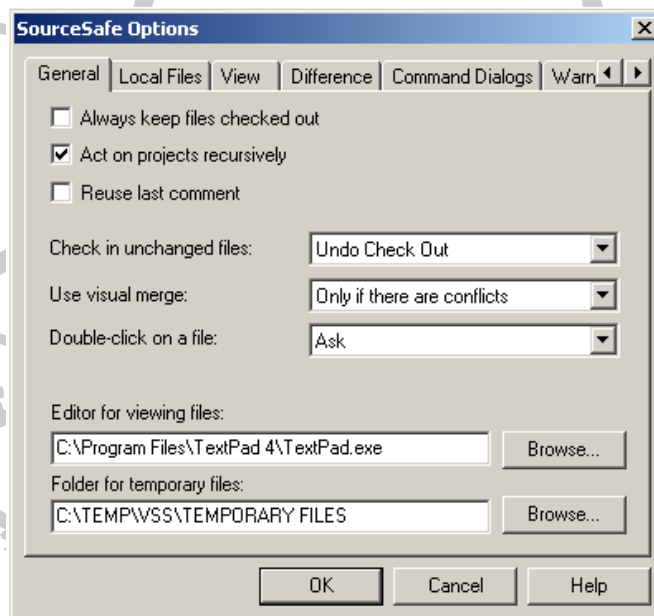 SourceSafe Options
General Local Files View Difference Command Dialogs Warn
Always keep files checked out
Act on projects recursively
Reuse last comment
Check in unchanged files: Undo Check Out
Use visual merge: Only if there are conflicts
Double-click on a file: Ask
Editor for viewing files:
C:\Program Files\TextPad 4\TextPad.exe Browse...
Folder for temporary files:
C:\TEMP\VSS\TEMPORARY FILES Browse...
OK Cancel Help